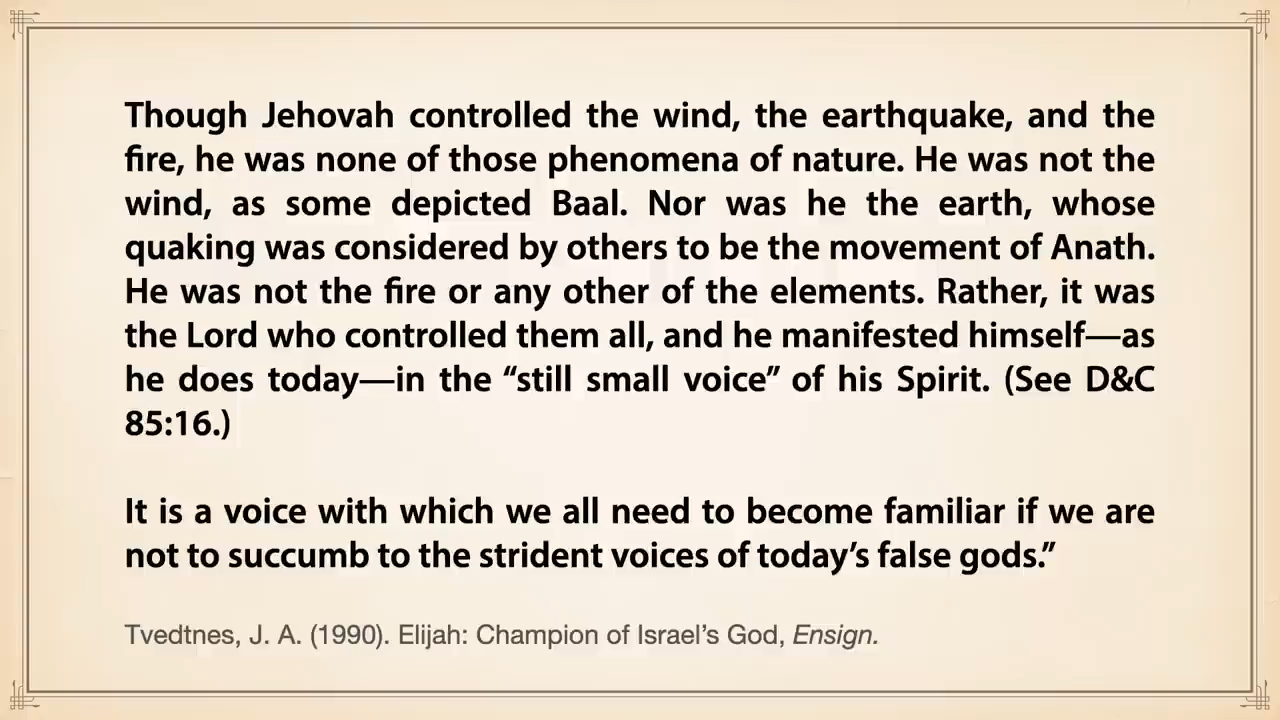 Though Jehovah controlled the wind, the earthquake, and the
fire, he was none of those phenomena of nature. He was not the
wind, as some depicted Baal. Nor was he the earth, whose
quaking was considered by others to be the movement of Anath.
He was not the fire or any other of the elements. Rather, it was
the Lord who controlled them all, and he manifested himself—as
he does today—in the “still small voice” of his Spirit. (See D&C
85:16.)
It is a voice with which we all need to become familiar if we are
not to succumb to the strident voices of today’s false gods.”
Tvedtnes, J. A. (1990). Elijah: Champion of Israel’s God, Ensign.